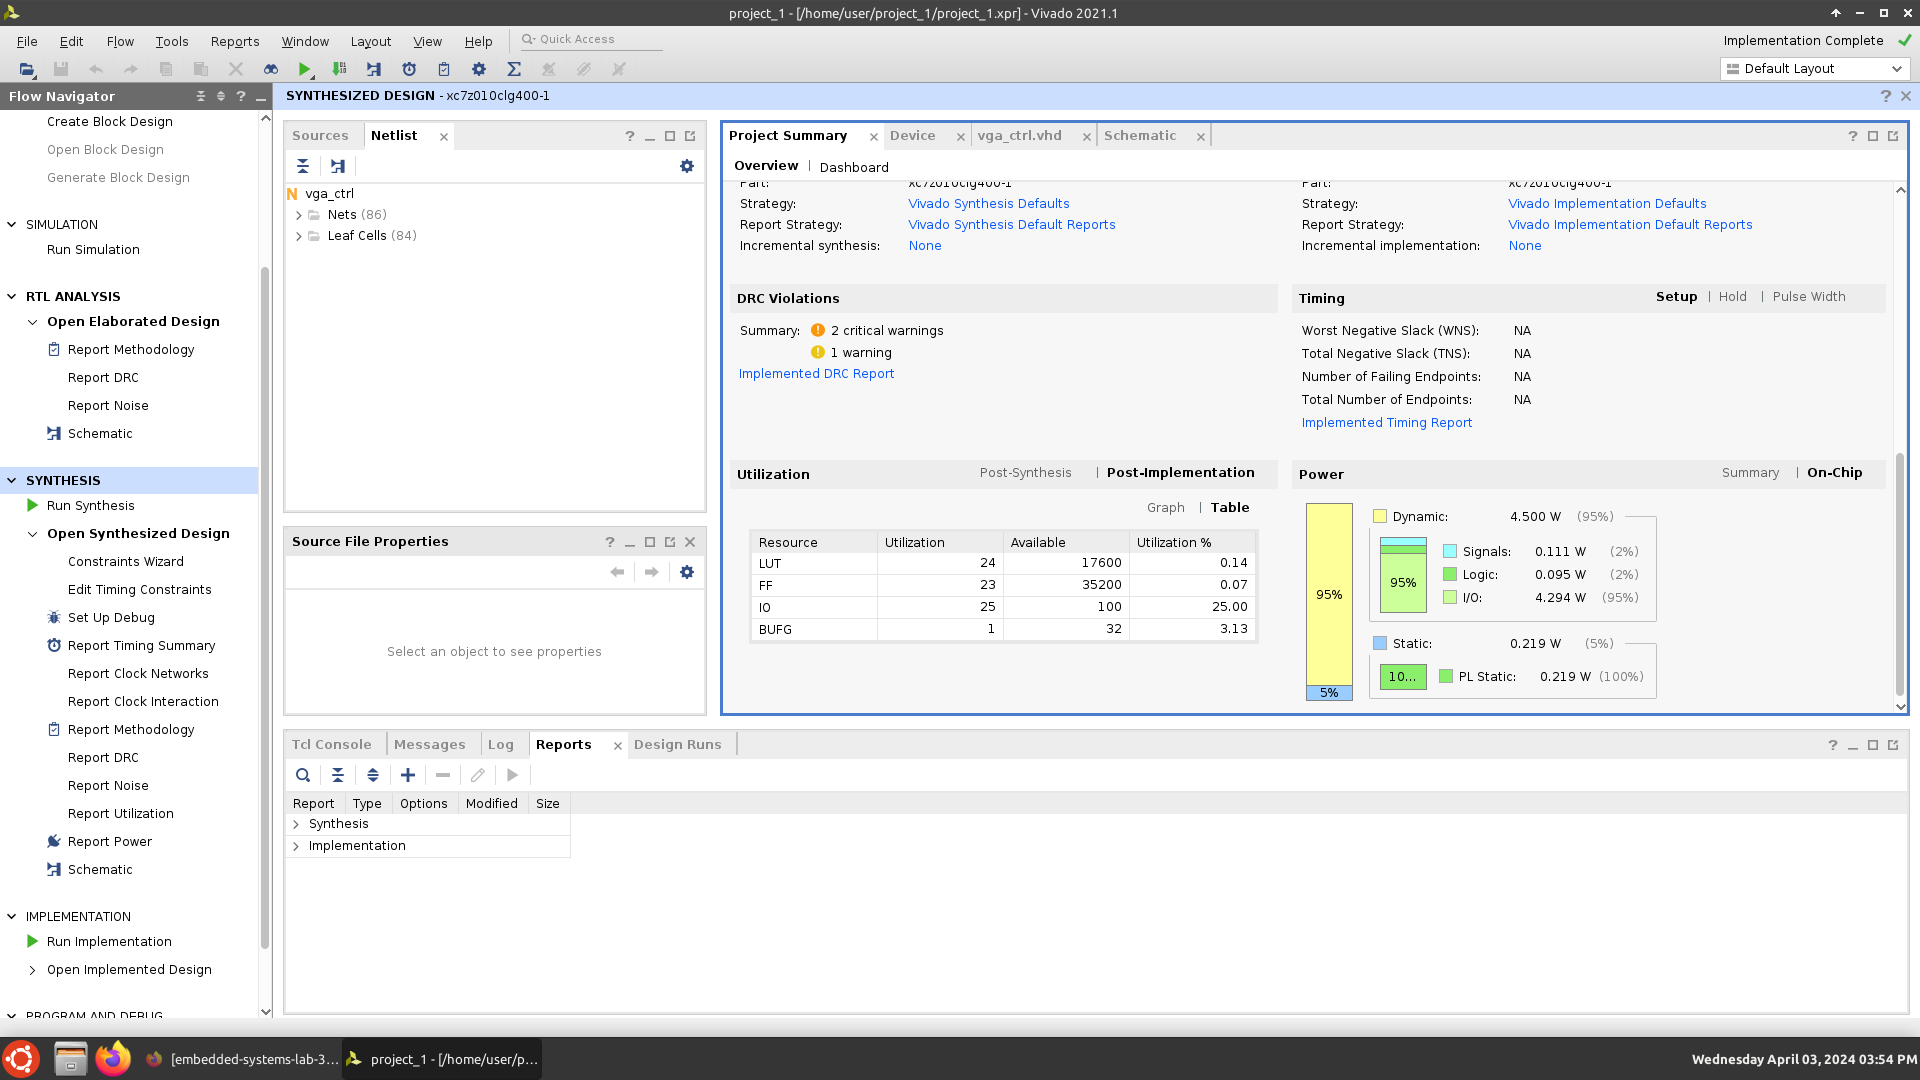 project_1 - [/home/user/project_1/project_1.xpr] - Vivado 2021.1
File Edit Flow Tools Reports Window Layout View Help Quick Access
Implementation Complete
Default Layout
Flow Navigator
SYNTHESIZED DESIGN - xc7z010clg400-1
Create Block Design
Open Block Design
Generate Block Design
SIMULATION
Run Simulation
RTL ANALYSIS
Open Elaborated Design
Report Methodology
Report DRC
Report Noise
Schematic
SYNTHESIS
Run Synthesis
Open Synthesized Design
Constraints Wizard
Edit Timing Constraints
Set Up Debug
Report Timing Summary
Report Clock Networks
Report Clock Interaction
Report Methodology
Report DRC
Report Noise
Report Utilization
Report Power
Schematic
IMPLEMENTATION
Run Implementation
Open Implemented Design
PROGRAM AND DEBUG
Sources Netlist
N vga_ctrl
Nets (86)
Leaf Cells (84)
Source File Properties
Select an object to see properties
Project Summary Device vga_ctrl.vhd Schematic
Overview | Dashboard
Part: xc7z010clg400-1
Strategy: Vivado Synthesis Defaults
Report Strategy: Vivado Synthesis Default Reports
Incremental synthesis: None
Part: xc7z010clg400-1
Strategy: Vivado Implementation Defaults
Report Strategy: Vivado Implementation Default Reports
Incremental implementation: None
DRC Violations
Summary: 2 critical warnings
1 warning
Implemented DRC Report
Timing Setup | Hold | Pulse Width
Worst Negative Slack (WNS): NA
Total Negative Slack (TNS): NA
Number of Failing Endpoints: NA
Total Number of Endpoints: NA
Implemented Timing Report
Utilization Post-Synthesis | Post-Implementation
Graph | Table
Resource Utilization Available Utilization %
LUT 24 17600 0.14
FF 23 35200 0.07
IO 25 100 25.00
BUFG 1 32 3.13
Power Summary | On-Chip
95%
5%
Dynamic: 4.500 W (95%)
95%
Signals: 0.111 W (2%)
Logic: 0.095 W (2%)
I/O: 4.294 W (95%)
Static: 0.219 W (5%)
10...
PL Static: 0.219 W (100%)
Tcl Console Messages Log Reports Design Runs
Report Type Options Modified Size
Synthesis
Implementation
[embedded-systems-lab-3...
project_1 - [/home/user/p...
Wednesday April 03, 2024 03:54 PM